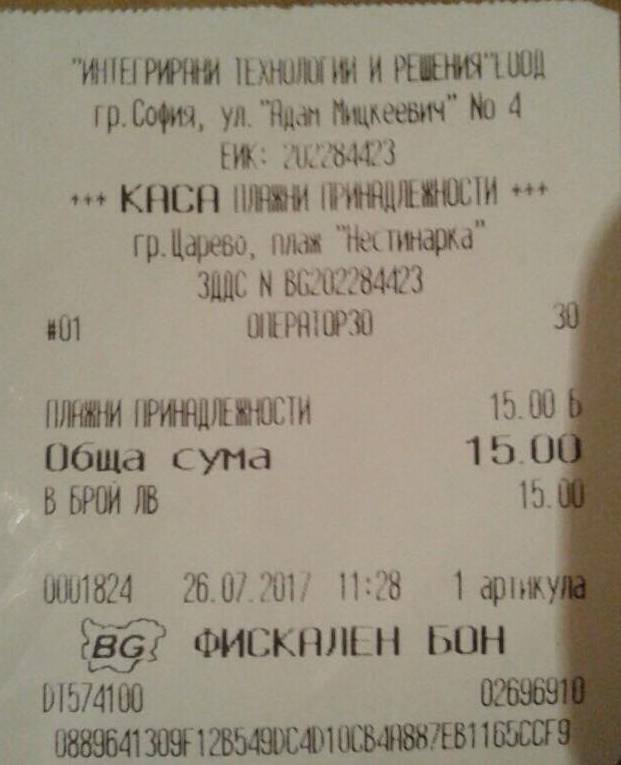 "ИНТЕГРИРАНИ ТЕХНОЛОГИИ И РЕШЕНИЯ"ЕООД
гр.София, ул."Адам Мицкеевич" No 4
ЕИК: 202284423
+++ КАСА ПЛАЖНИ ПРИНАДЛЕЖНОСТИ +++
гр.Царево, плаж "Нестинарка"
ЗДДС N BG202284423
#01 ОПЕРАТОР30 30
ПЛАЖНИ ПРИНАДЛЕЖНОСТИ 15.00 Б
Обща сума 15.00
В БРОЙ ЛВ 15.00
0001824 26.07.2017 11:28 1 артикула
BG ФИСКАЛЕН БОН
DT574100 02696910
0889641309F12B549DC4D10CB4A887EB1165CCF9